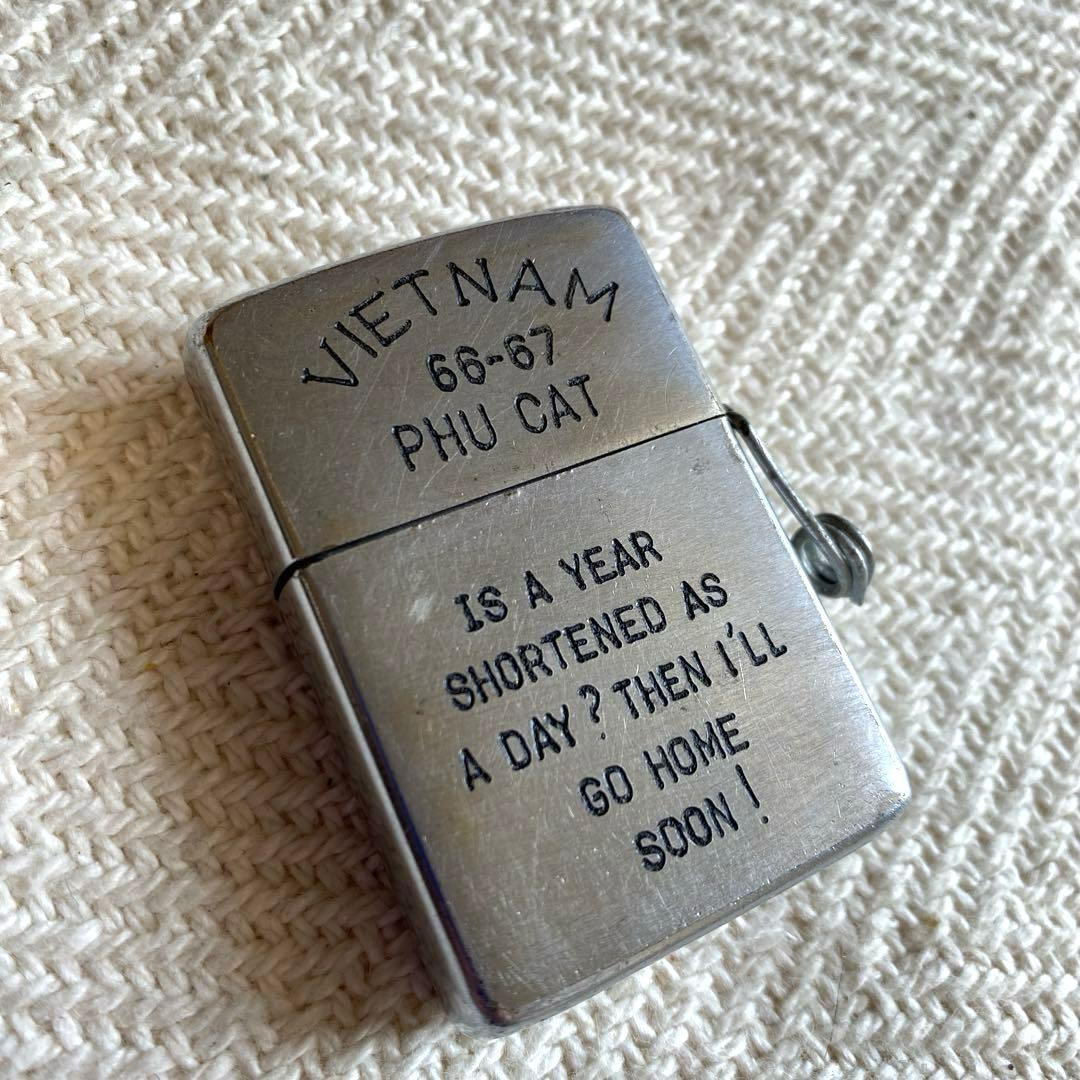 VIETNAM
66-67
PHU CAT
IS A YEAR
SHORTENED AS
A DAY? THEN I'LL
GO HOME
SOON!